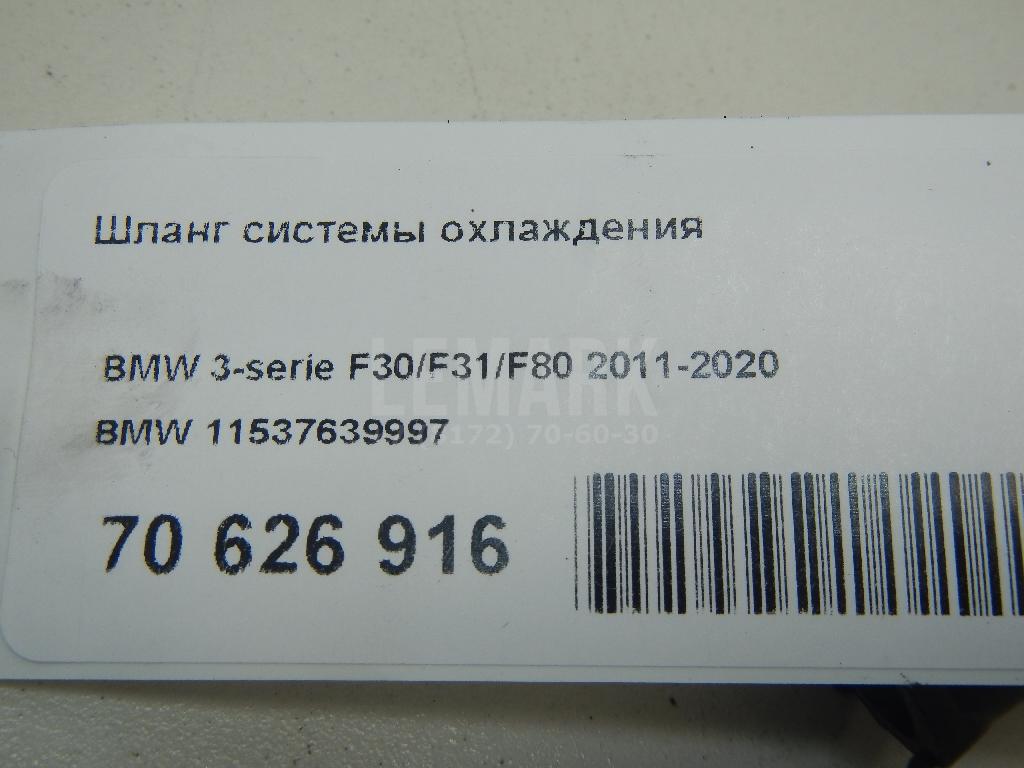 Шланг системы охлаждения
BMW 3-serie F30/F31/F80 2011-2020
LEMARK
BMW 11537639997
172) 70-60-30
70 626 916